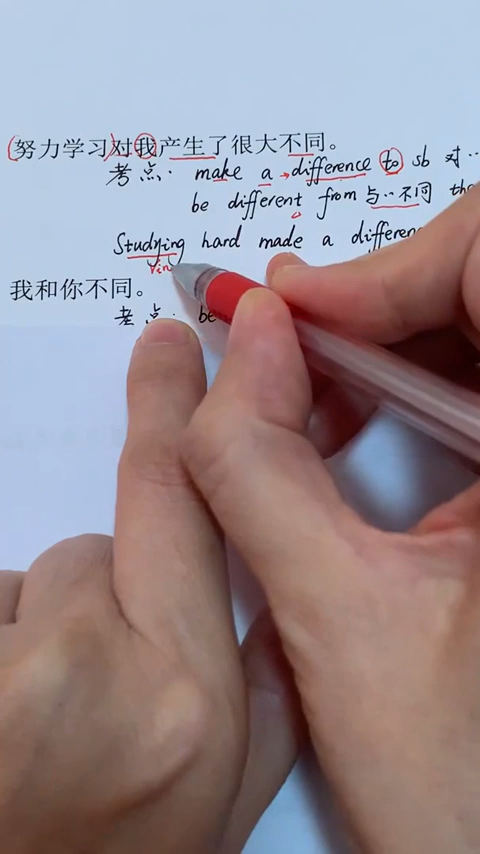 努力学习对我产生了很大不同。
考点: make a difference to sb 对…
be different from 与…不同 the
Studying hard made a differen
Vin
我和你不同。
考点: be